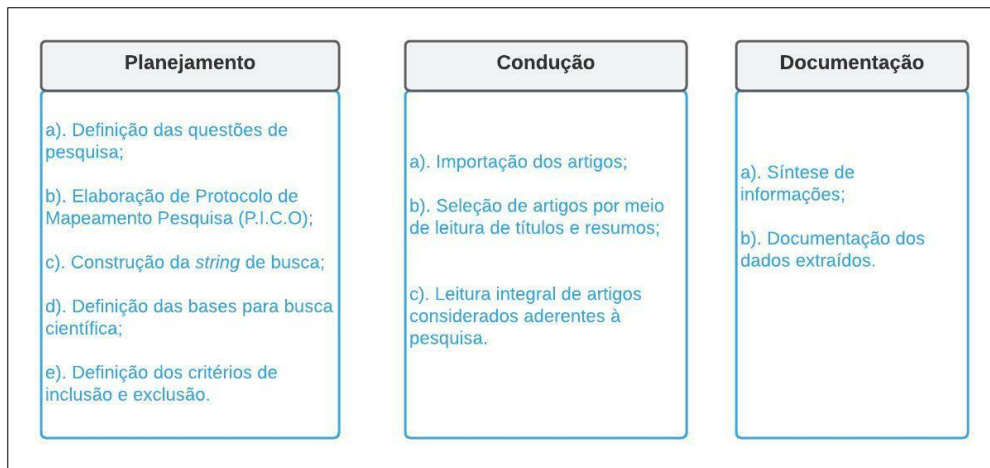 Planejamento
a). Definição das questões de
pesquisa;
b). Elaboração de Protocolo de
Mapeamento Pesquisa (P.I.C.O);
c). Construção da string de busca;
d). Definição das bases para busca
científica;
e). Definição dos critérios de
inclusão e exclusão.
Condução
a). Importação dos artigos;
b). Seleção de artigos por meio
de leitura de títulos e resumos;
c). Leitura integral de artigos
considerados aderentes à
pesquisa.
Documentação
a). Síntese de
informações;
b). Documentação dos
dados extraídos.